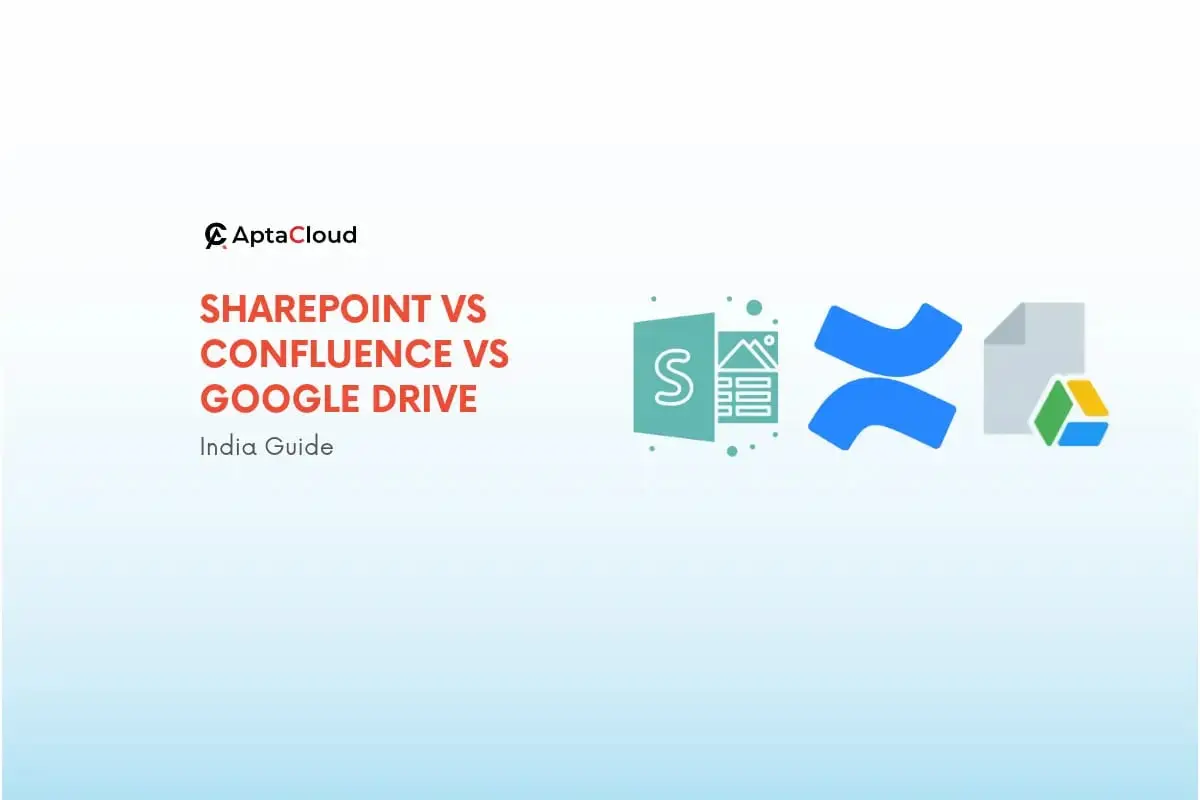 AptaCloud
SHAREPOINT VS
CONFLUENCE VS
GOOGLE DRIVE
India Guide
S